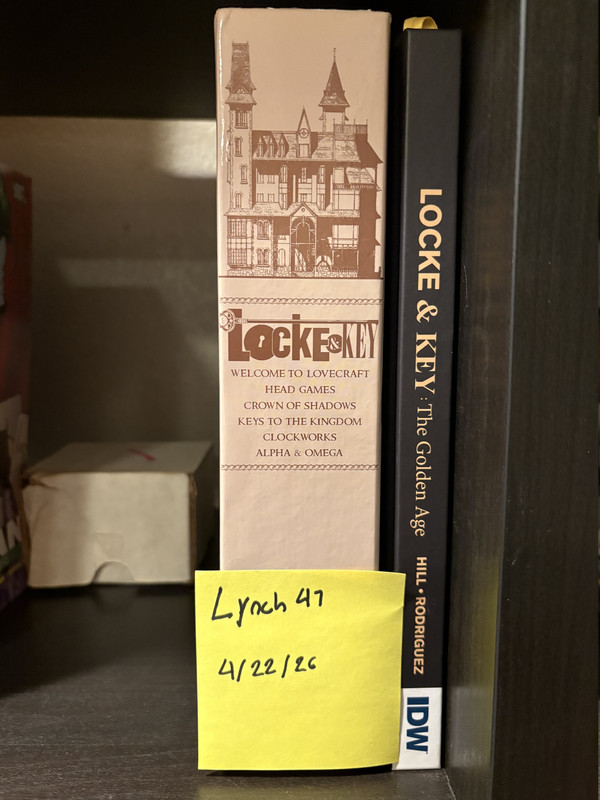 LOCKE & KEY
WELCOME TO LOVECRAFT
HEAD GAMES
CROWN OF SHADOWS
KEYS TO THE KINGDOM
CLOCKWORKS
ALPHA & OMEGA
LOCKE & KEY: The Golden Age
HILL • RODRIGUEZ
IDW
Lynch 47
4/22/26